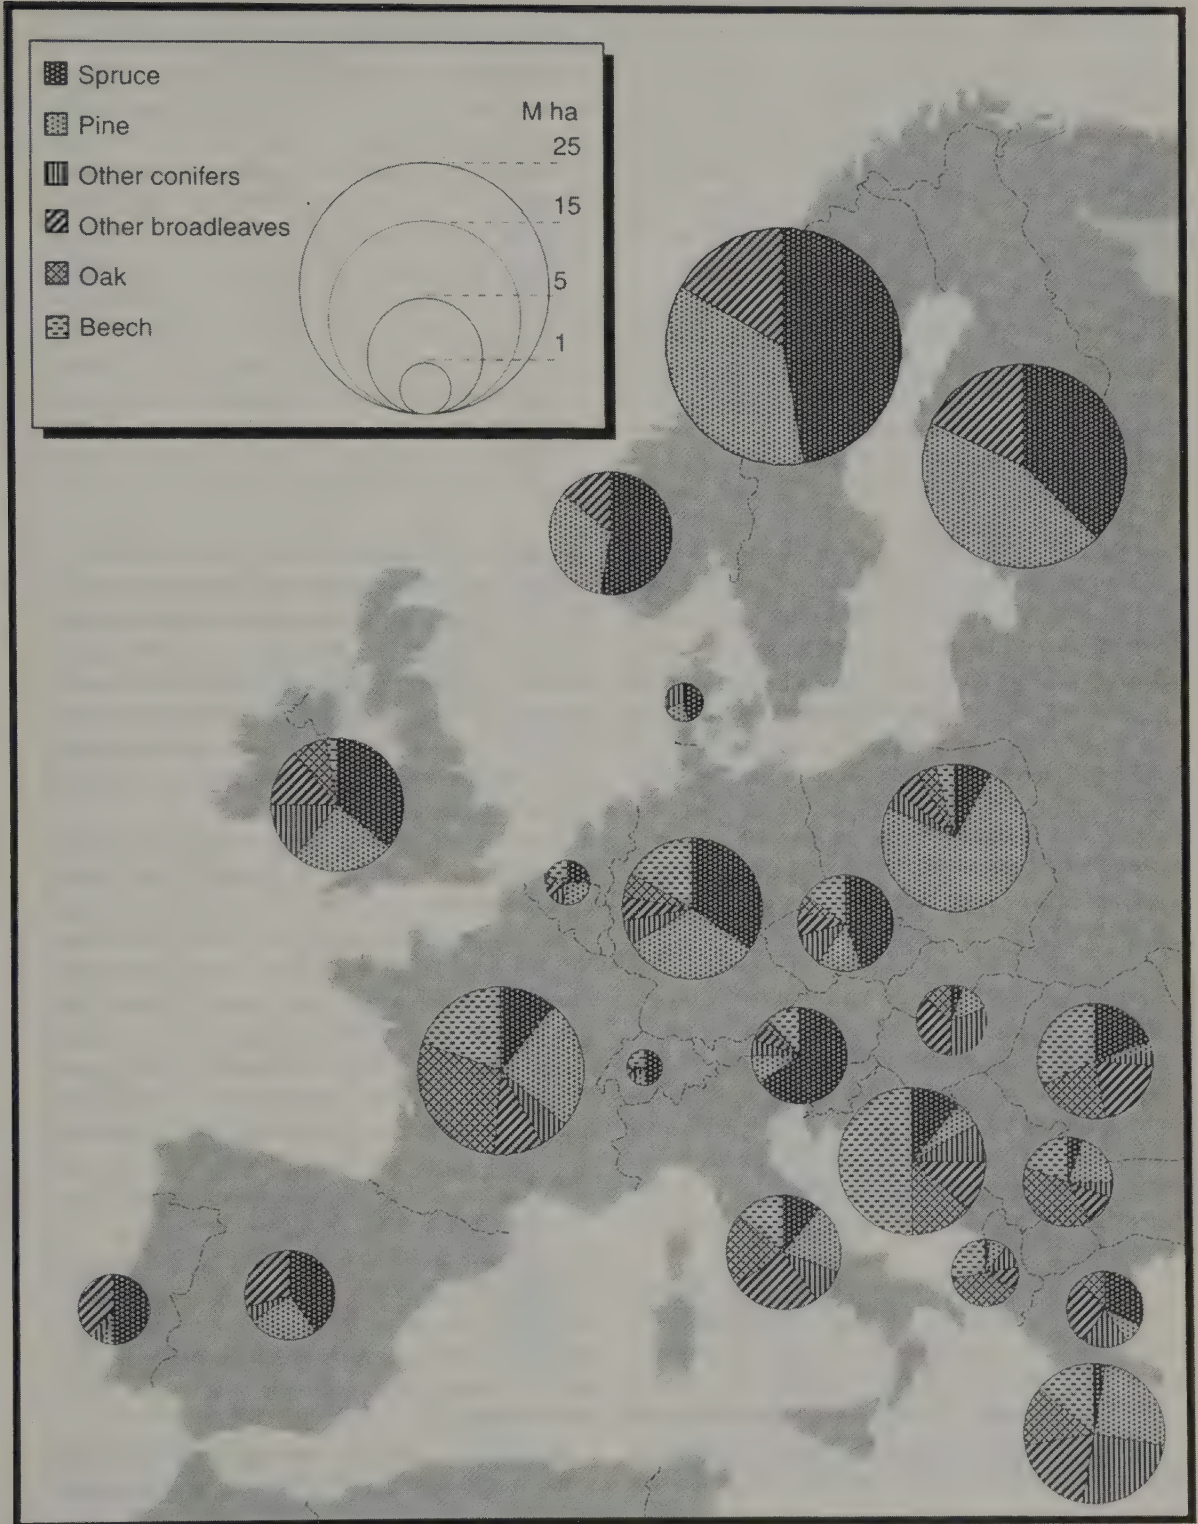 Spruce
Pine
Other conifers
Other broadleaves
Oak
Beech
M ha
25
15
5
1